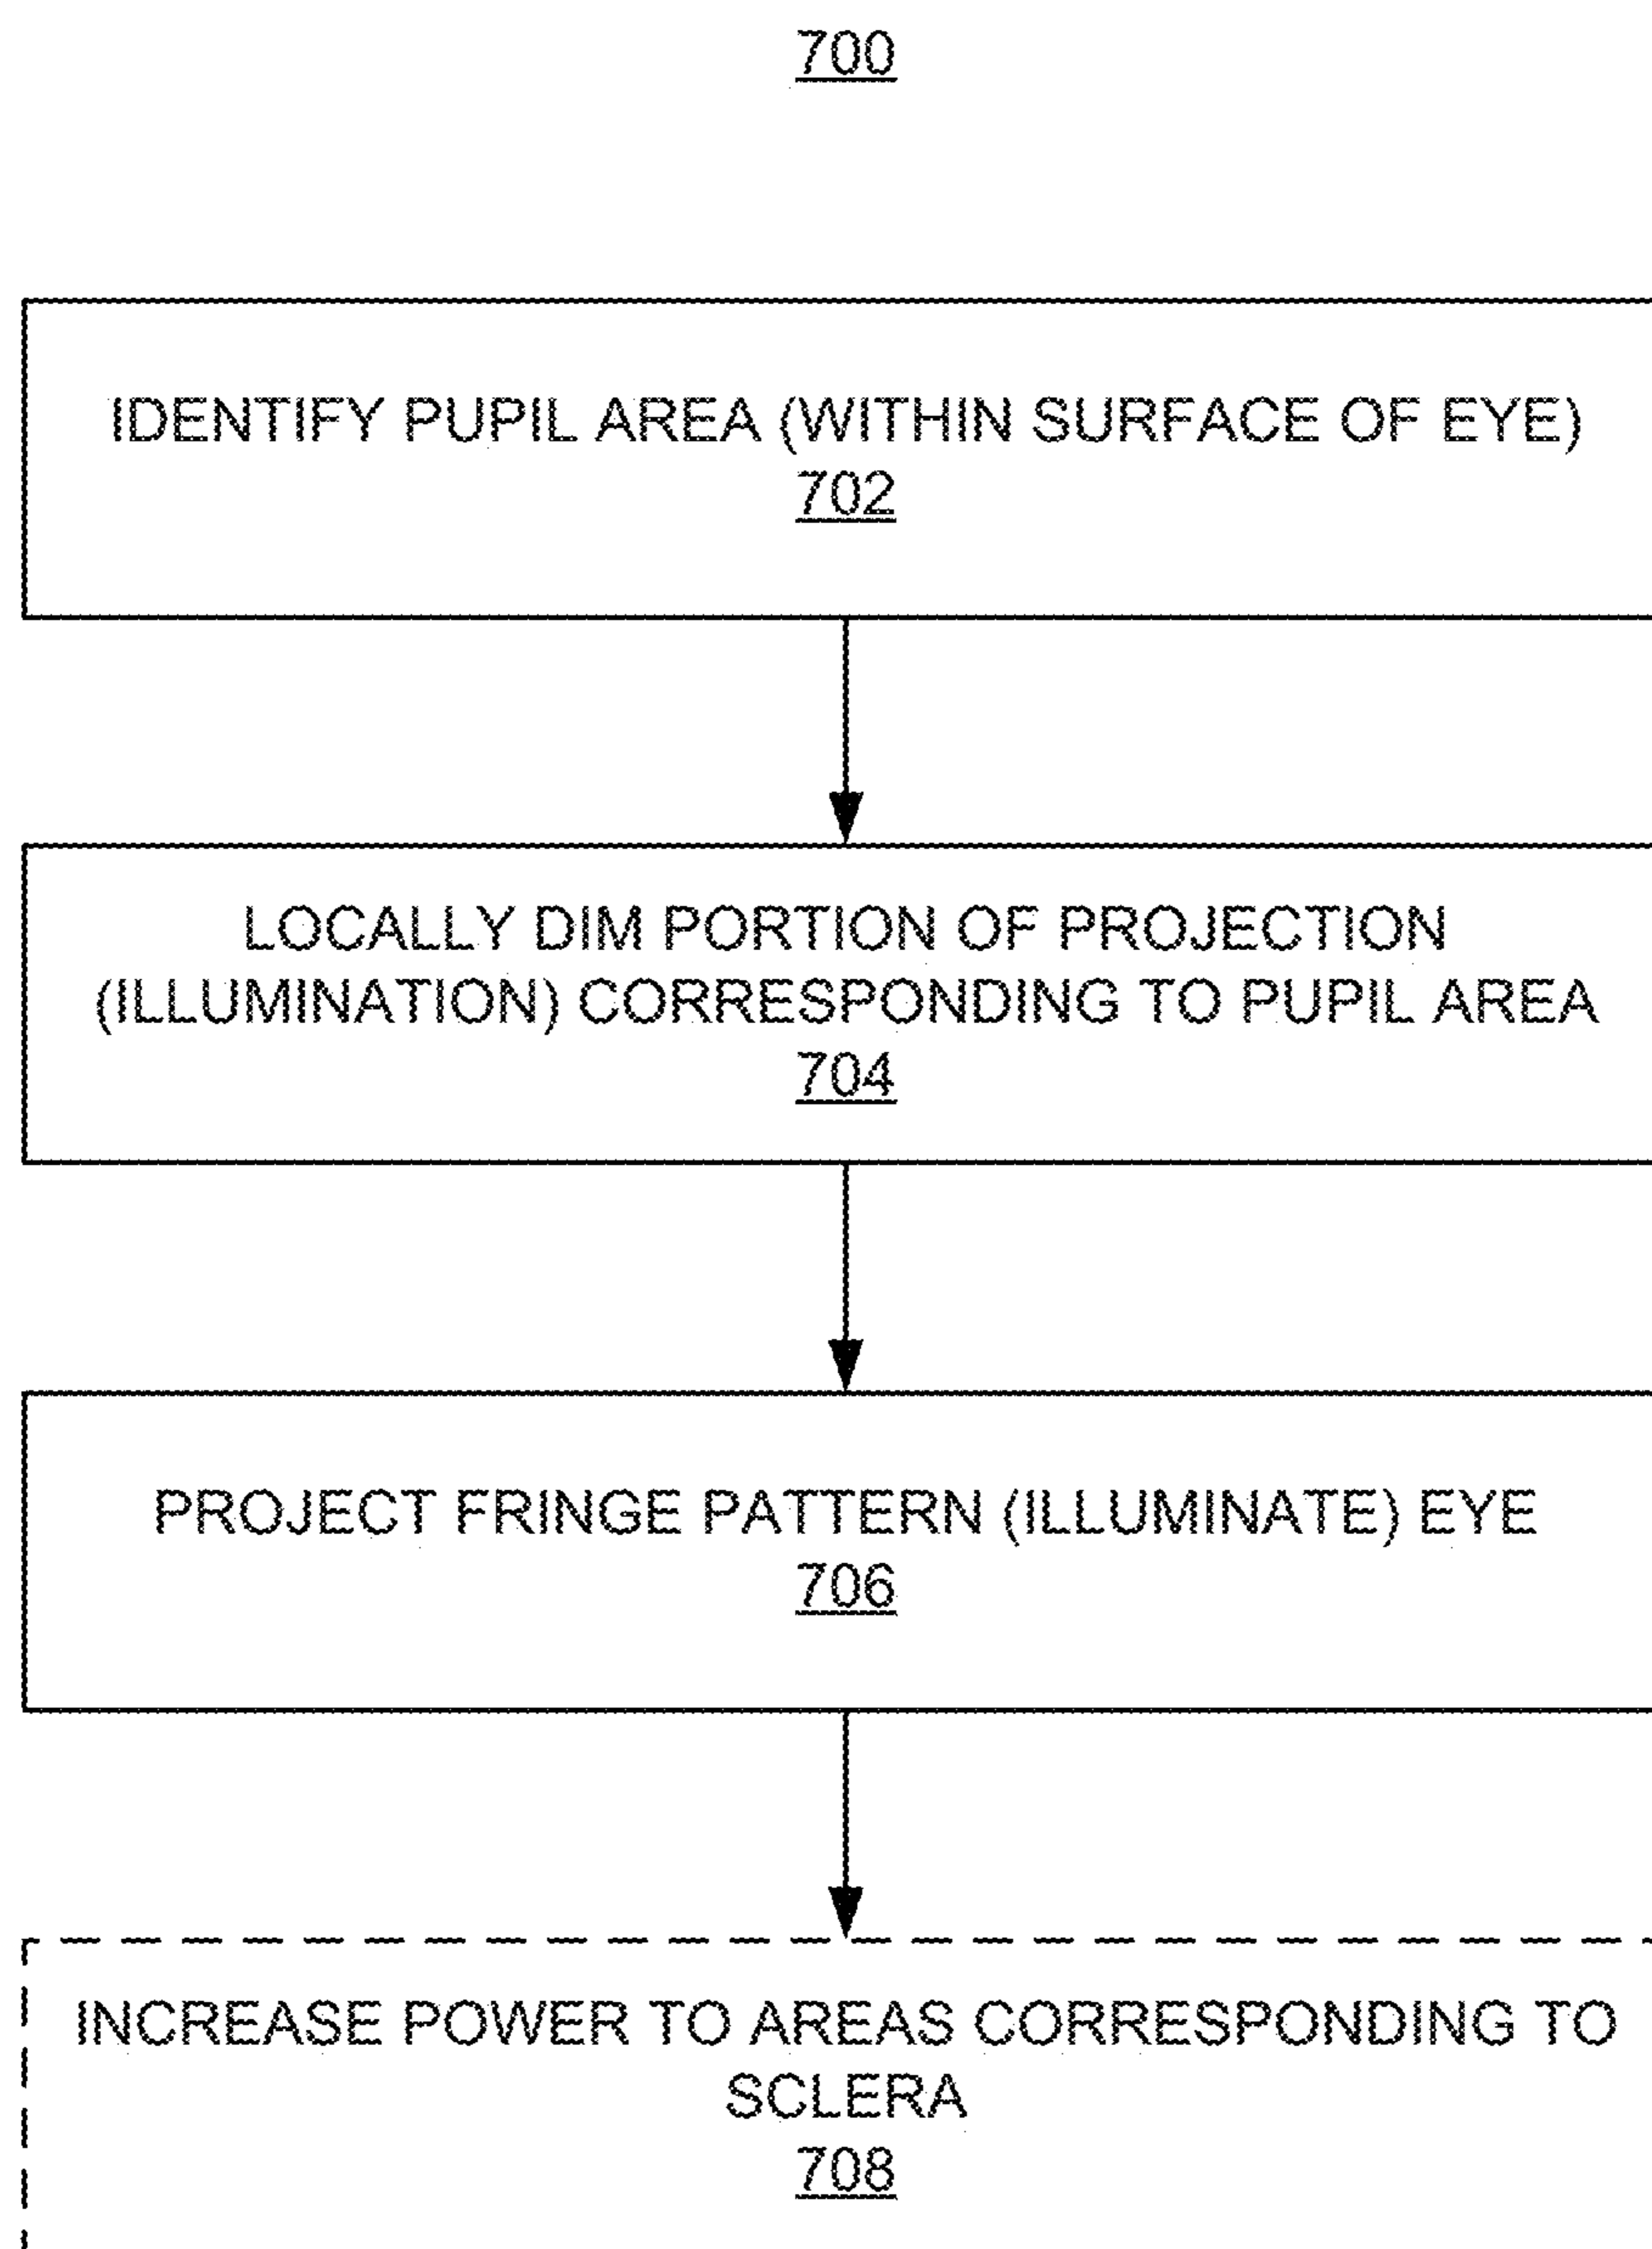 700
IDENTIFY PUPIL AREA (WITHIN SURFACE OF EYE)
702
LOCALLY DIM PORTION OF PROJECTION
(ILLUMINATION) CORRESPONDING TO PUPIL AREA
704
PROJECT FRINGE PATTERN (ILLUMINATE) EYE
706
INCREASE POWER TO AREAS CORRESPONDING TO
SCLERA
708